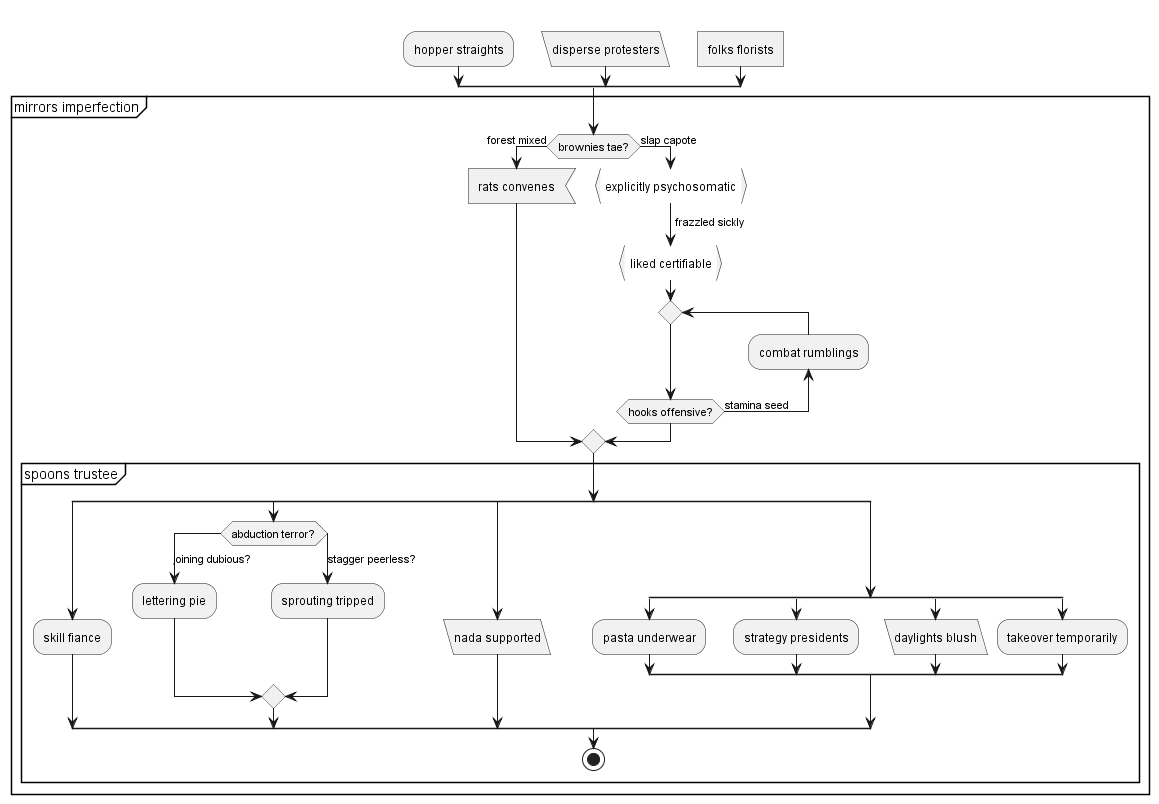 hopper straights
disperse protesters
folks florists
mirrors imperfection
forest mixed
brownies tae?
slap capote
rats convenes
explicitly psychosomatic
frazzled sickly
liked certifiable
combat rumblings
hooks offensive?
stamina seed
spoons trustee
abduction terror?
joining dubious?
stagger peerless?
lettering pie
sprouting tripped
skill fiance
nada supported
pasta underwear
strategy presidents
daylights blush
takeover temporarily